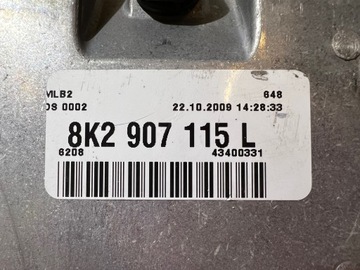 MLB2 648
DS 0002 22.10.2009 14:28:33
8K2 907 115 L
6208 43400331